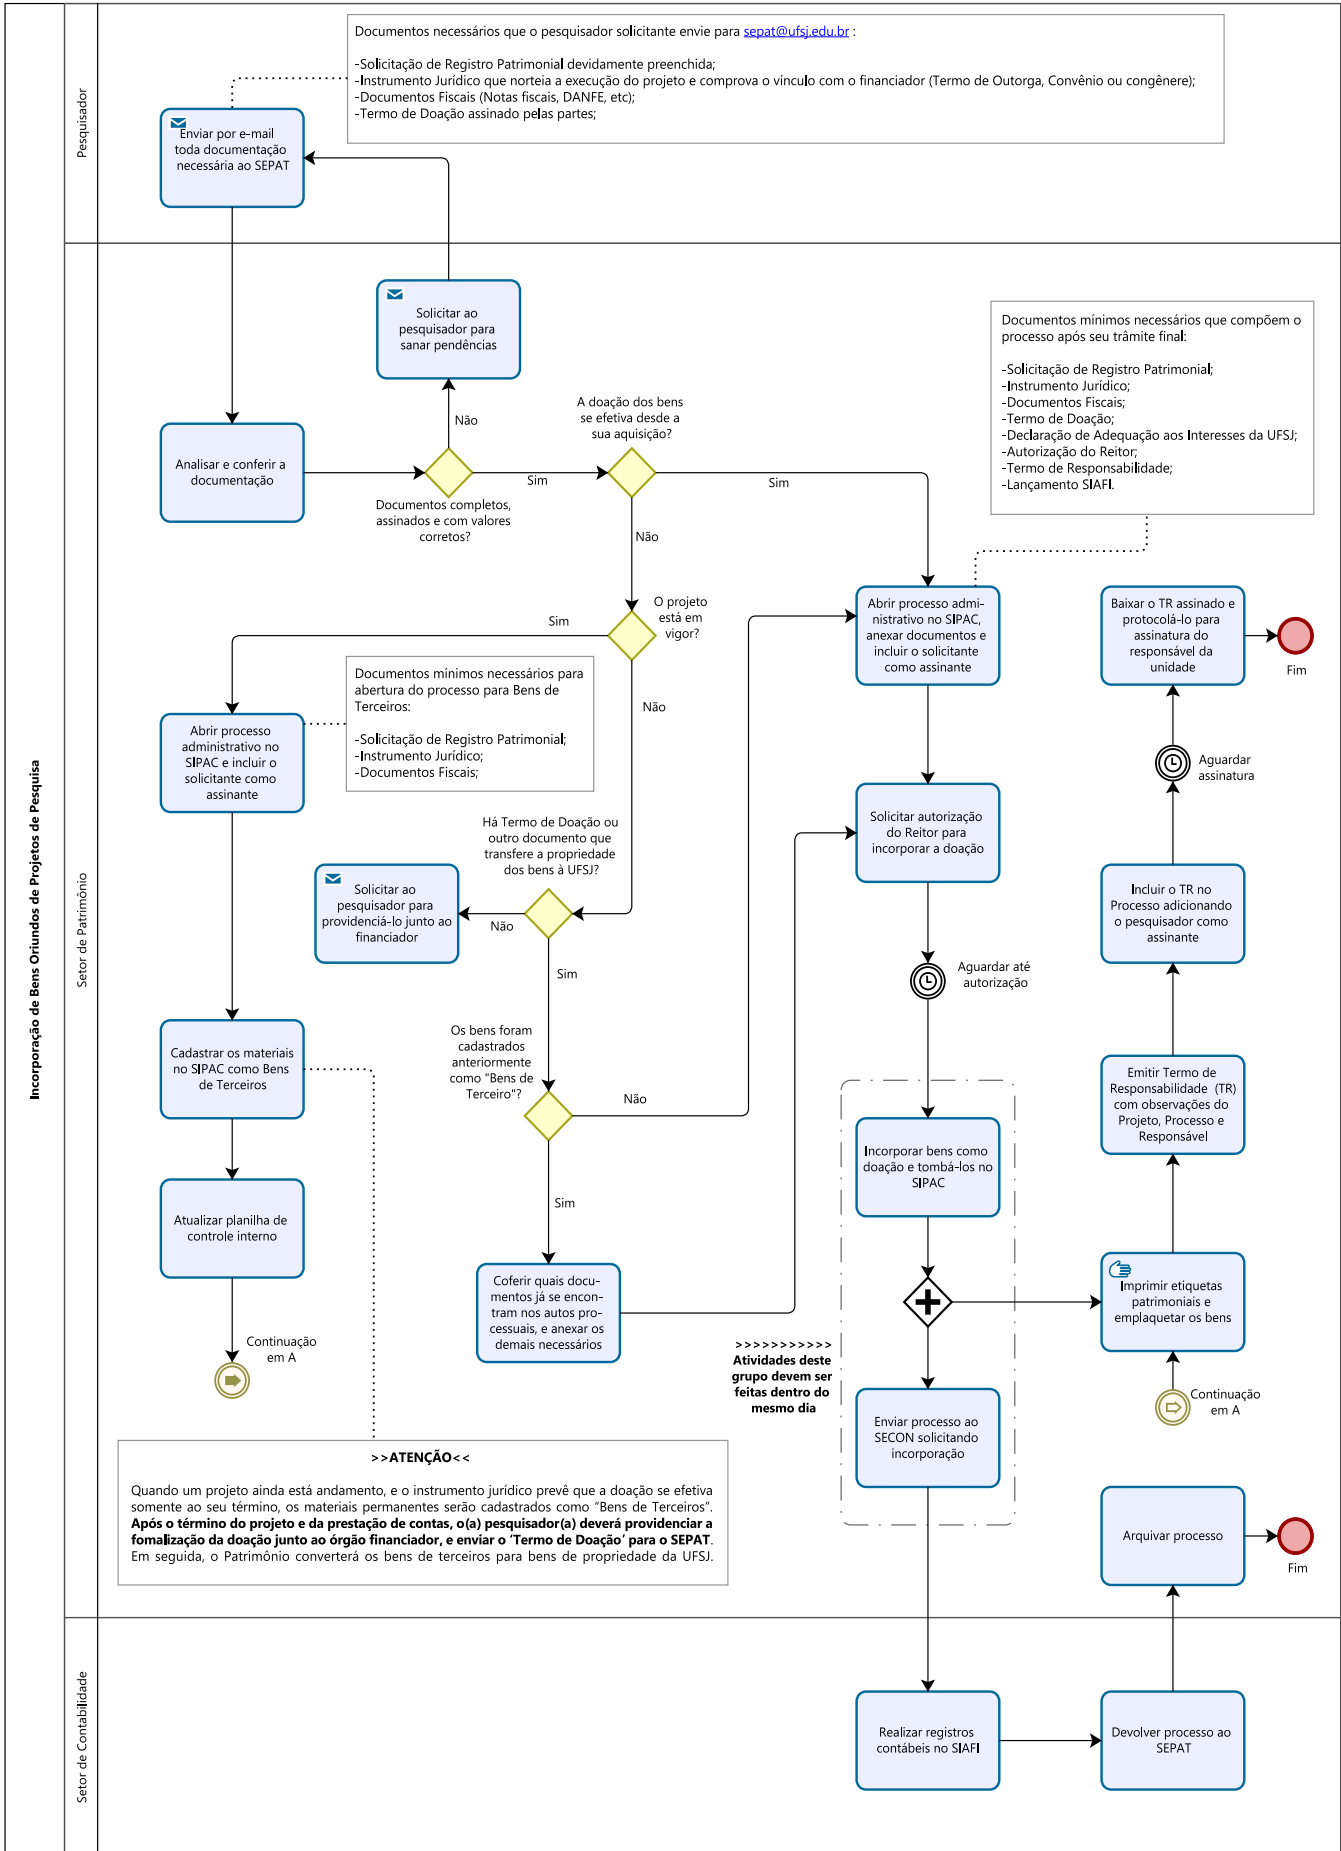 Incorporação de Bens Oriundos de Projetos de Pesquisa
Pesquisador
Documentos necessários que o pesquisador solicitante envie para sepat@ufsj.edu.br :
-Solicitação de Registro Patrimonial devidamente preenchida;
-Instrumento Jurídico que norteia a execução do projeto e comprova o vínculo com o financiador (Termo de Outorga, Convênio ou congênere);
-Documentos Fiscais (Notas fiscais, DANFE, etc);
-Termo de Doação assinado pelas partes;
Enviar por e-mail
toda documentação
necessária ao SEPAT
Setor de Patrimônio
Solicitar ao
pesquisador para
sanar pendências
Não
Analisar e conferir a
documentação
Documentos completos,
assinados e com valores
corretos?
Sim
A doação dos bens
se efetiva desde a
sua aquisição?
Sim
Não
Documentos mínimos necessários que compõem o
processo após seu trâmite final:
-Solicitação de Registro Patrimonial;
-Instrumento Jurídico;
-Documentos Fiscais;
-Termo de Doação;
-Declaração de Adequação aos Interesses da UFSJ;
-Autorização do Reitor;
-Termo de Responsabilidade;
-Lançamento SIAFI.
O projeto
está em
vigor?
Sim
Não
Abrir processo
administrativo no
SIPAC e incluir o
solicitante como
assinante
Documentos mínimos necessários para
abertura do processo para Bens de
Terceiros:
-Solicitação de Registro Patrimonial;
-Instrumento Jurídico;
-Documentos Fiscais;
Abrir processo admi-
nistrativo no SIPAC,
anexar documentos e
incluir o solicitante
como assinante
Baixar o TR assinado e
protocolá-lo para
assinatura do
responsável da
unidade
Fim
Aguardar
assinatura
Solicitar autorização
do Reitor para
incorporar a doação
Há Termo de Doação ou
outro documento que
transfere a propriedade
dos bens à UFSJ?
Não
Sim
Solicitar ao
pesquisador para
providenciá-lo junto ao
financiador
Incluir o TR no
Processo adicionando
o pesquisador como
assinante
Aguardar até
autorização
Cadastrar os materiais
no SIPAC como Bens
de Terceiros
Os bens foram
cadastrados
anteriormente
como "Bens de
Terceiro"?
Não
Sim
Emitir Termo de
Responsabilidade (TR)
com observações do
Projeto, Processo e
Responsável
Incorporar bens como
doação e tombá-los no
SIPAC
Atualizar planilha de
controle interno
Coferir quais docu-
mentos já se encon-
tram nos autos pro-
cessuais, e anexar os
demais necessários
Imprimir etiquetas
patrimoniais e
emplaquetar os bens
Continuação
em A
>>>>>>>>>>>
Atividades deste
grupo devem ser
feitas dentro do
mesmo dia
Continuação
em A
Enviar processo ao
SECON solicitando
incorporação
>>ATENÇÃO<<
Quando um projeto ainda está andamento, e o instrumento jurídico prevê que a doação se efetiva
somente ao seu término, os materiais permanentes serão cadastrados como “Bens de Terceiros”.
Após o término do projeto e da prestação de contas, o(a) pesquisador(a) deverá providenciar a
fomalização da doação junto ao órgão financiador, e enviar o ‘Termo de Doação’ para o SEPAT.
Em seguida, o Patrimônio converterá os bens de terceiros para bens de propriedade da UFSJ.
Arquivar processo
Fim
Setor de Contabilidade
Realizar registros
contábeis no SIAFI
Devolver processo ao
SEPAT